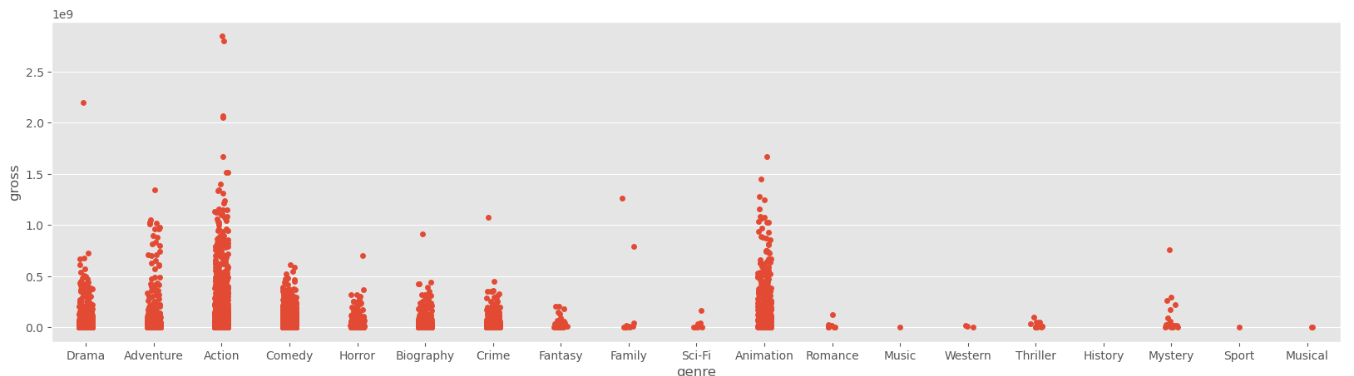 1e9
2.5
2.0
1.5
1.0
0.5
0.0
gross
Drama Adventure Action Comedy Horror Biography Crime Fantasy Family Sci-Fi Animation Romance Music Western Thriller History Mystery Sport Musical
genre